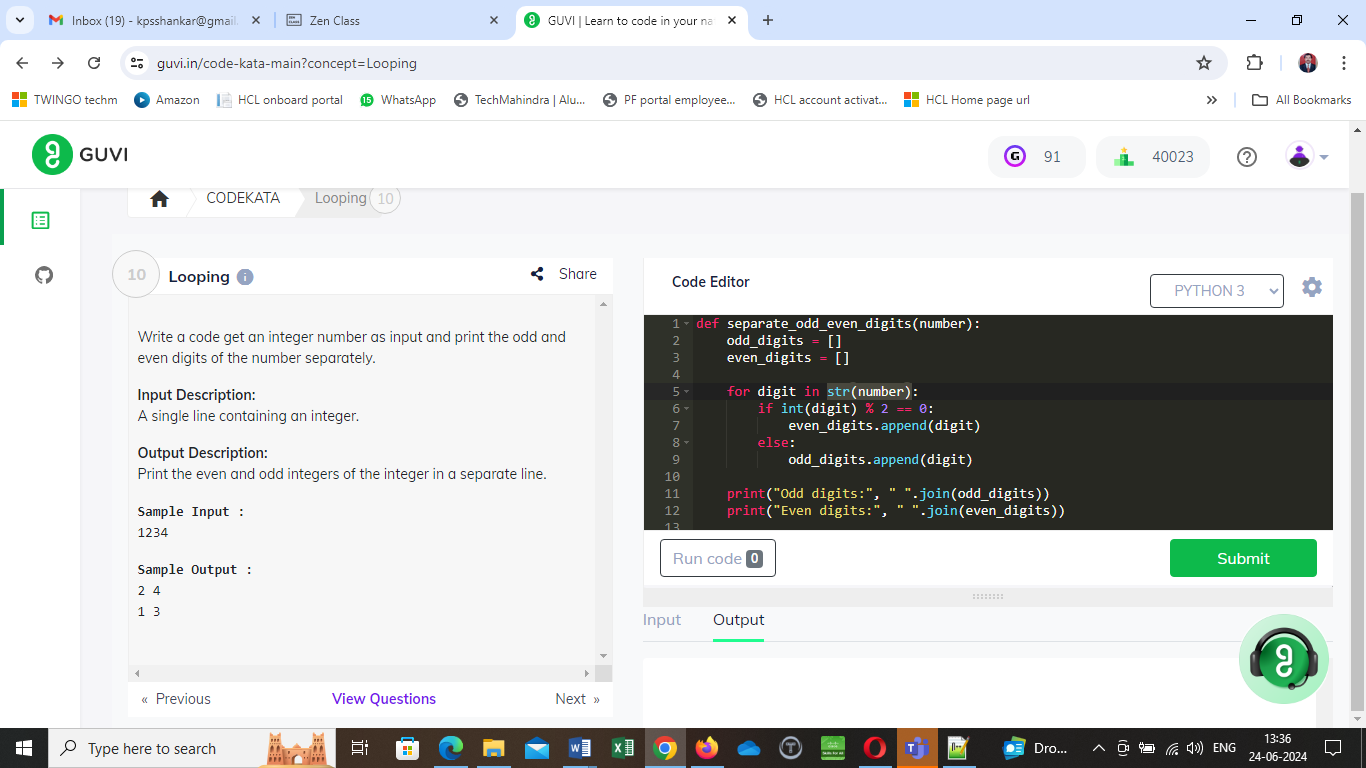 Inbox (19) - kpsshankar@gmail.
Zen Class
GUVI | Learn to code in your na
guvi.in/code-kata-main?concept=Looping
TWINGO techm
Amazon
HCL onboard portal
WhatsApp
TechMahindra | Alu...
PF portal employee...
HCL account activat...
HCL Home page url
»
All Bookmarks
GUVI
91
40023
CODEKATA
Looping 10
10 Looping
Share
Write a code get an integer number as input and print the odd and
even digits of the number separately.
Input Description:
A single line containing an integer.
Output Description:
Print the even and odd integers of the integer in a separate line.
Sample Input :
1234
Sample Output :
2 4
1 3
« Previous
View Questions
Next »
Code Editor
PYTHON 3
1 def separate_odd_even_digits(number):
2 odd_digits = []
3 even_digits = []
4
5 for digit in str(number):
6 if int(digit) % 2 == 0:
7 even_digits.append(digit)
8 else:
9 odd_digits.append(digit)
10
11 print("Odd digits:", " ".join(odd_digits))
12 print("Even digits:", " ".join(even_digits))
13
Run code 0
Submit
Input
Output
Type here to search
Dro...
ENG
13:36
24-06-2024